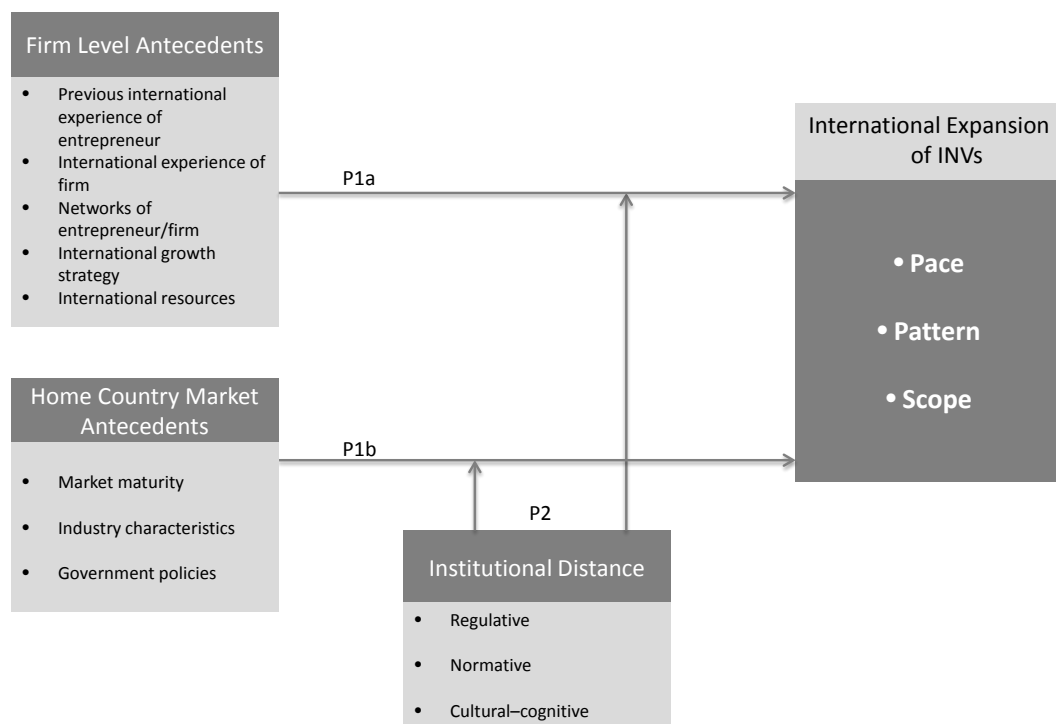 Firm Level Antecedents
• Previous international
experience of
entrepreneur
• International experience of
firm
• Networks of
entrepreneur/firm
• International growth
strategy
• International resources
P1a
International Expansion
of INVs
• Pace
• Pattern
• Scope
Home Country Market
Antecedents
• Market maturity
• Industry characteristics
• Government policies
P1b
P2
Institutional Distance
• Regulative
• Normative
• Cultural–cognitive